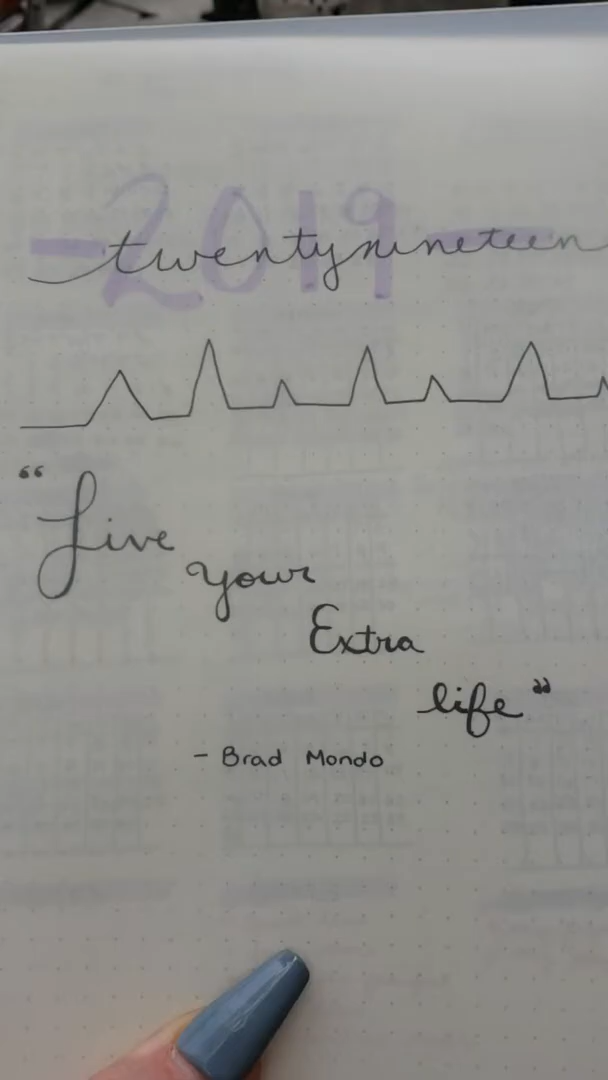 2019
twentynineteen
“Live
your
Extra
life”
- Brad Mondo